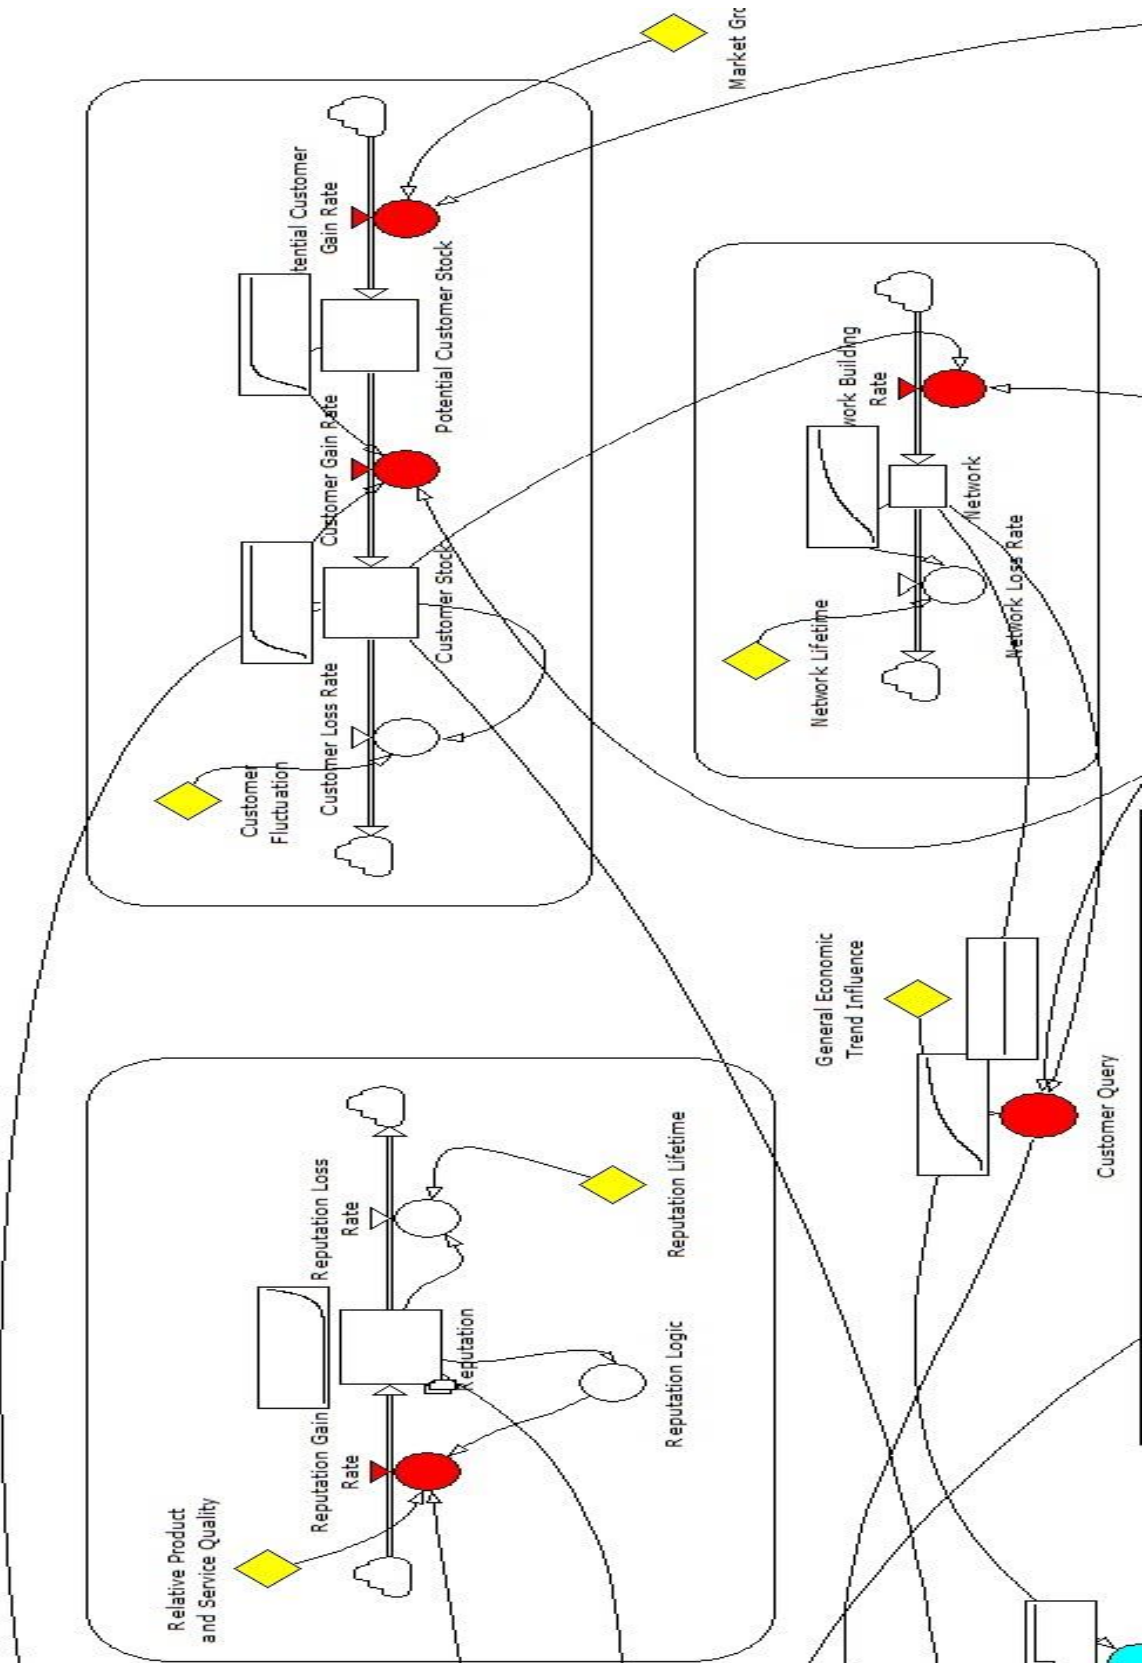 Market Gro
tential Customer
Gain Rate
Potential Customer Stock
Customer Gain Rate
Customer Stock
Customer Loss Rate
Customer
Fluctuation
work Building
Rate
Network
Network Loss Rate
Network Lifetime
General Economic
Trend Influence
Customer Query
Reputation Loss
Rate
Reputation Lifetime
eputation
Reputation Logic
Reputation Gain
Rate
Relative Product
and Service Quality